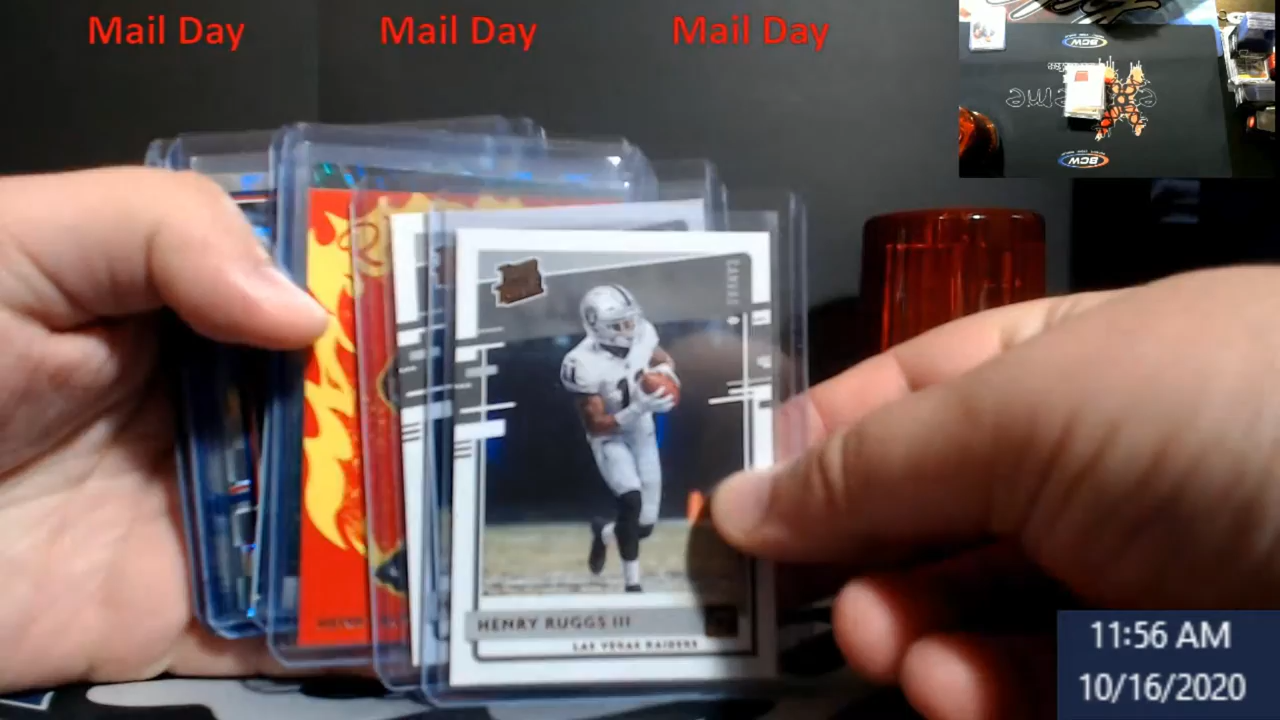 Mail Day Mail Day Mail Day
BCW
BCW
HENRY RUGGS III
LAS VEGAS RAIDERS
11:56 AM
10/16/2020